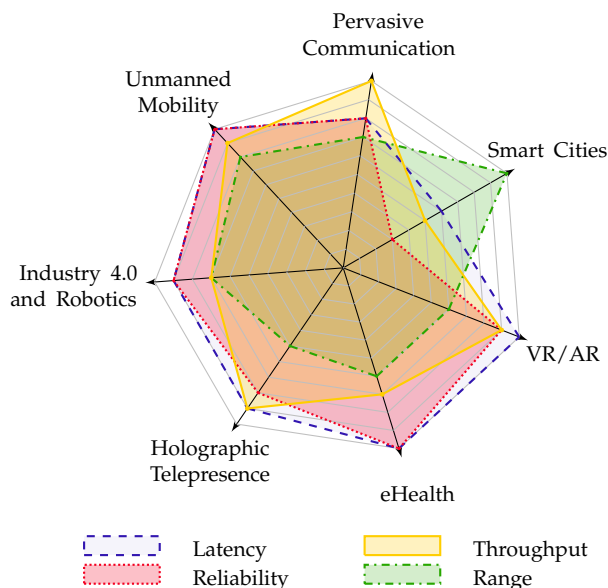 Pervasive
Communication
Unmanned
Mobility
Smart Cities
Industry 4.0
and Robotics
VR/AR
Holographic
Telepresence
eHealth
Latency
Throughput
Reliability
Range